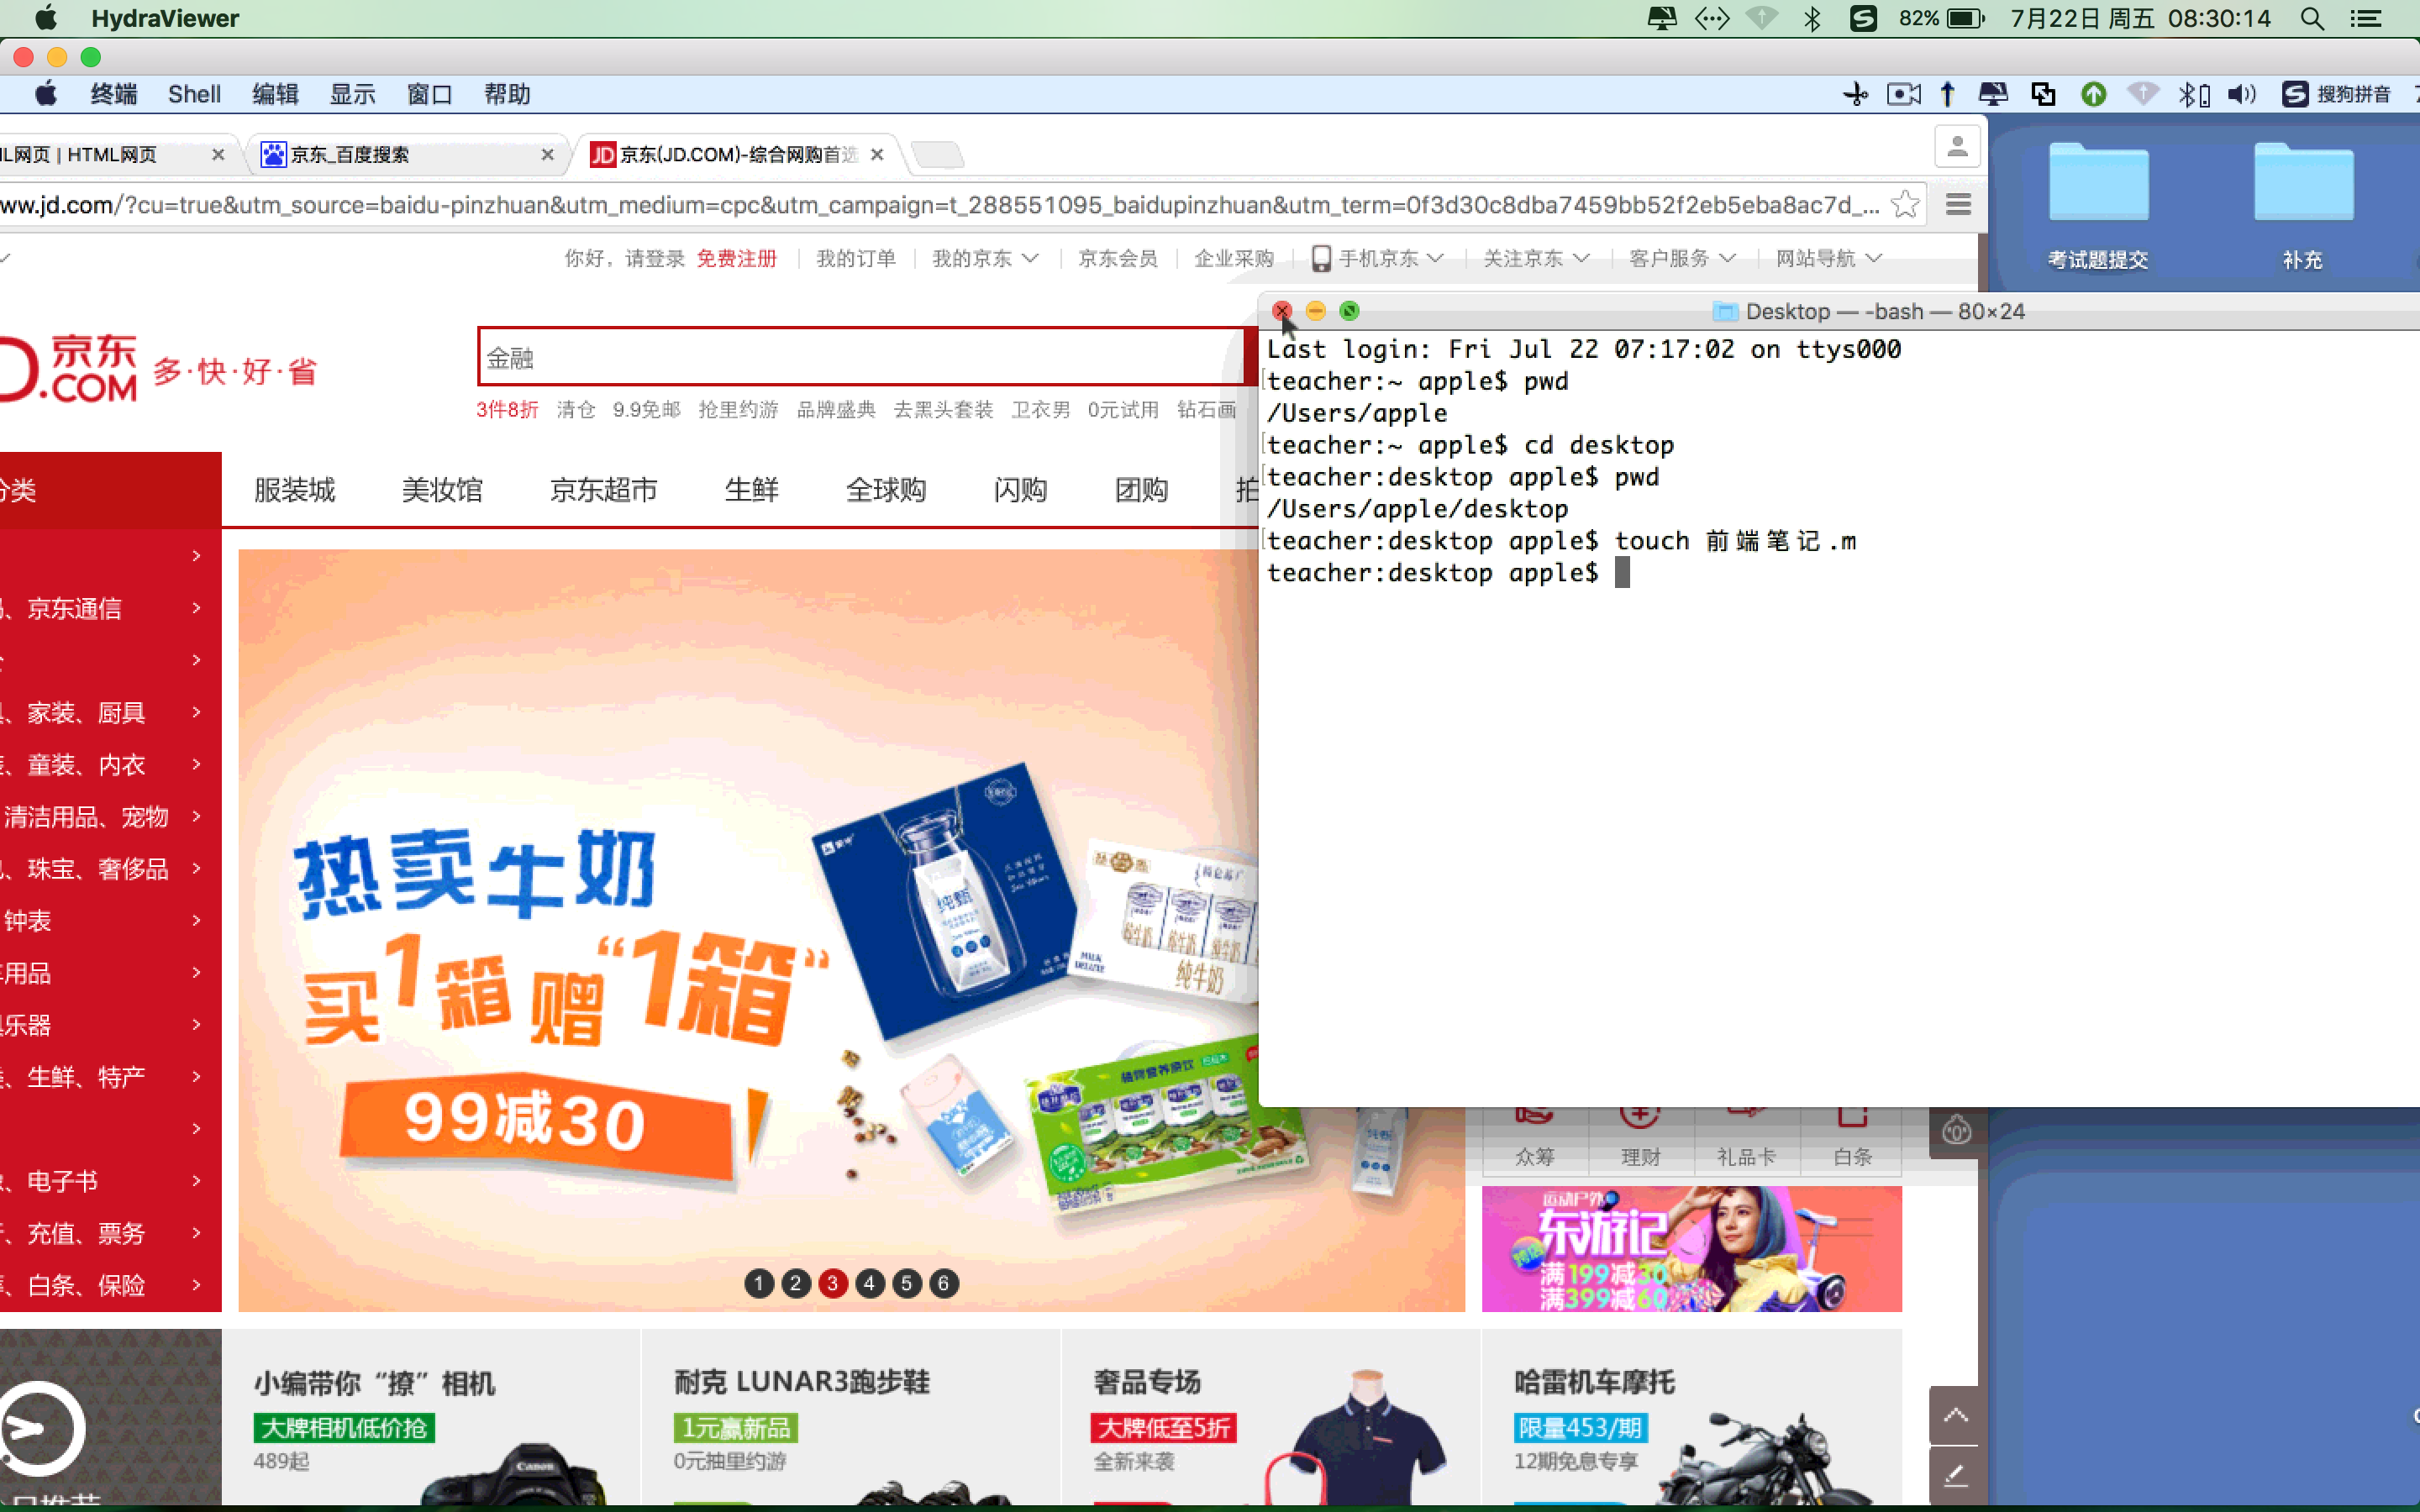 HydraViewer
82%
7月22日 周五 08:30:14
终端 Shell 编辑 显示 窗口 帮助
搜狗拼音
网页 | HTML网页
京东_百度搜索
JD 京东(JD.COM)-综合网购首选
ww.jd.com/?cu=true&utm_source=baidu-pinzhuan&utm_medium=cpc&utm_campaign=t_288551095_baidupinzhuan&utm_term=0f3d30c8dba7459bb52f2eb5eba8ac7d_...
考试题提交
补充
你好，请登录 免费注册 我的订单 我的京东 京东会员 企业采购 手机京东 关注京东 客户服务 网站导航
京东
.COM
多·快·好·省
金融
3件8折 清仓 9.9免邮 抢里约游 品牌盛典 去黑头套装 卫衣男 0元试用 钻石画
分类
服装城 美妆馆 京东超市 生鲜 全球购 闪购 团购 拍
Desktop — -bash — 80×24
Last login: Fri Jul 22 07:17:02 on ttys000
teacher:~ apple$ pwd
/Users/apple
teacher:~ apple$ cd desktop
teacher:desktop apple$ pwd
/Users/apple/desktop
teacher:desktop apple$ touch 前端笔记.m
teacher:desktop apple$
、京东通信
、家装、厨具
、童装、内衣
清洁用品、宠物
、珠宝、奢侈品
钟表
用品
乐器
、生鲜、特产
、电子书
、充值、票务
、白条、保险
热卖牛奶
买1箱赠“1箱”
99减30
纯甄
MILK DELUXE
纯牛奶
植物营养原饮
1 2 3 4 5 6
众筹 理财 礼品卡 白条
运动户外
东游记
满199减30
满399减60
小编带你“撩”相机
大牌相机低价抢
489起
Canon
耐克 LUNAR3跑步鞋
1元赢新品
0元抽里约游
奢品专场
大牌低至5折
全新来袭
哈雷机车摩托
限量453/期
12期免息专享